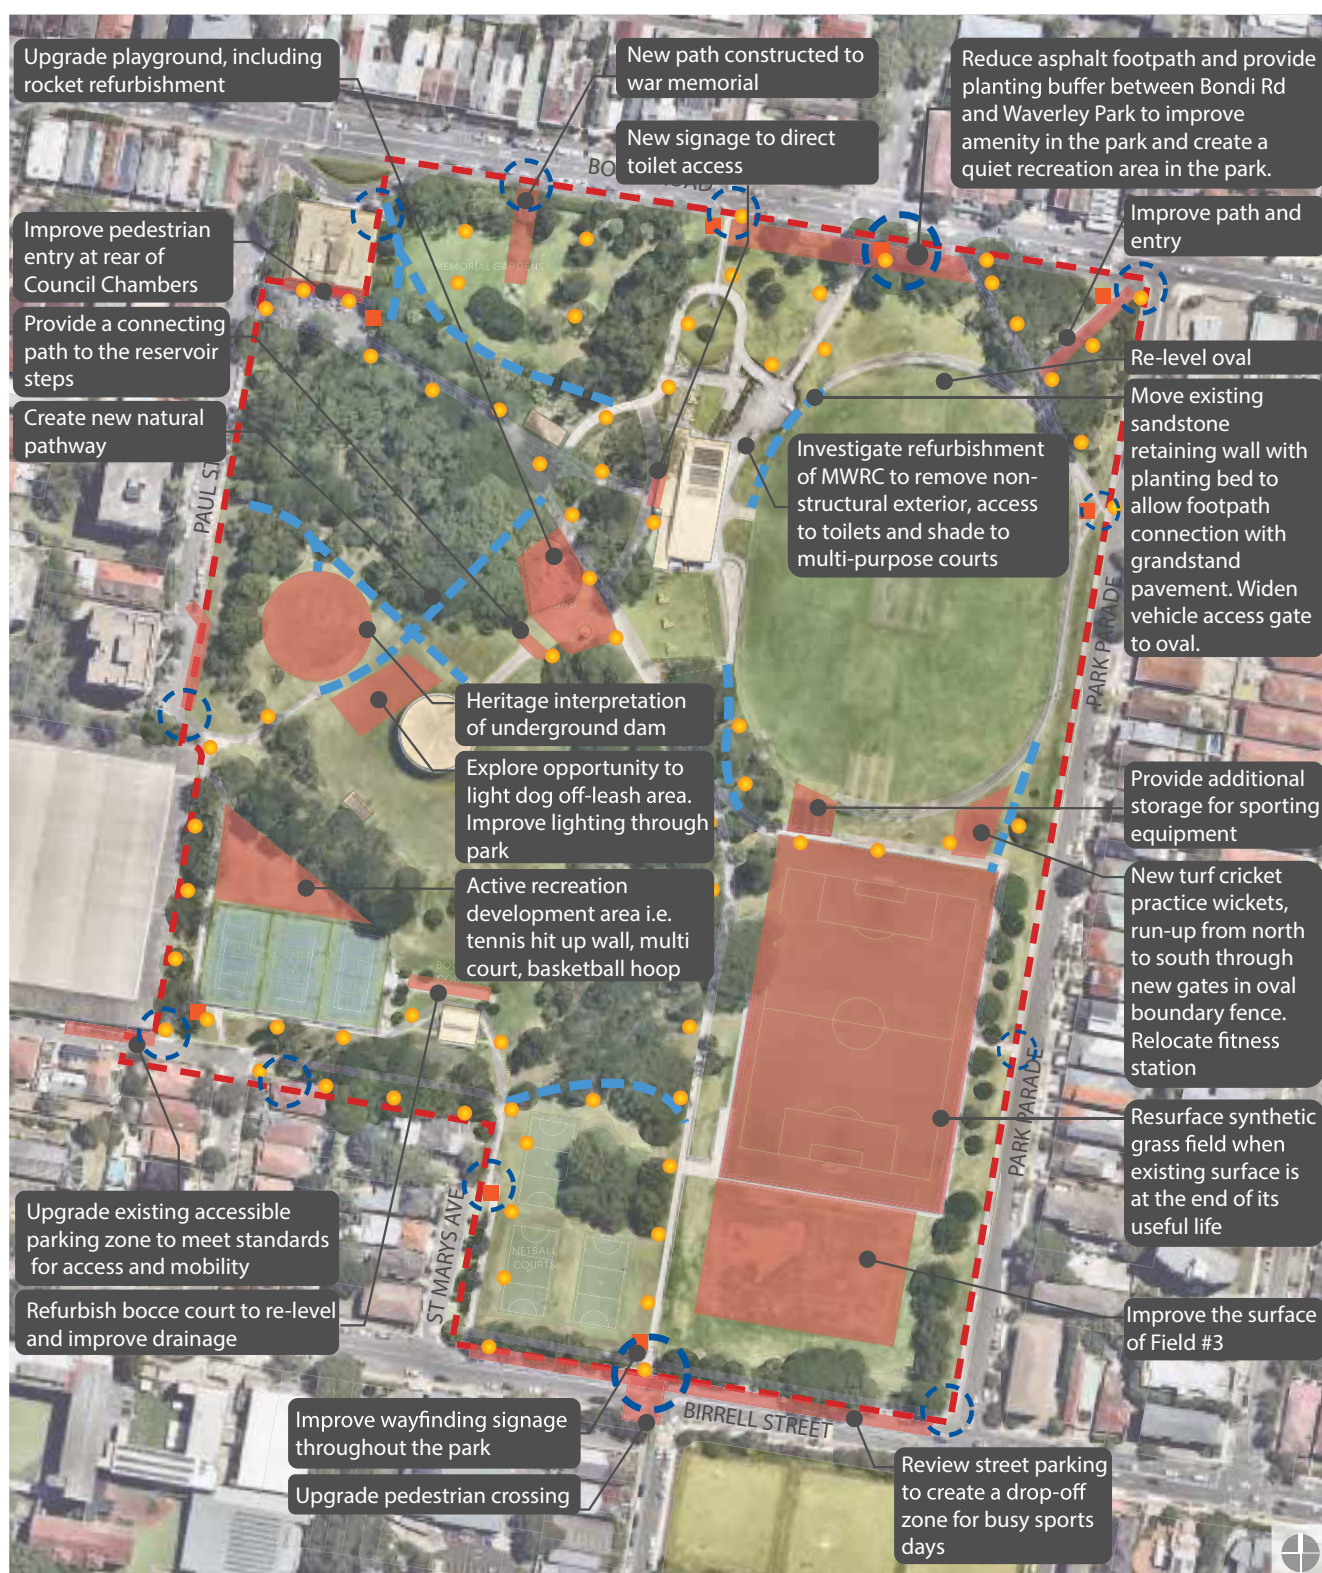 Upgrade playground, including
rocket refurbishment
New path constructed to
war memorial
New signage to direct
toilet access
Reduce asphalt footpath and provide
planting buffer between Bondi Rd
and Waverley Park to improve
amenity in the park and create a
quiet recreation area in the park.
Improve path and
entry
Improve pedestrian
entry at rear of
Council Chambers
MEMORIAL GARDENS
Provide a connecting
path to the reservoir
steps
Create new natural
pathway
Re-level oval
Move existing
sandstone
retaining wall with
planting bed to
allow footpath
connection with
grandstand
pavement. Widen
vehicle access gate
to oval.
Investigate refurbishment
of MWRC to remove non-
structural exterior, access
to toilets and shade to
multi-purpose courts
PAUL ST
PARK PARADE
Heritage interpretation
of underground dam
Explore opportunity to
light dog off-leash area.
Improve lighting through
park
Active recreation
development area i.e.
tennis hit up wall, multi
court, basketball hoop
Provide additional
storage for sporting
equipment
New turf cricket
practice wickets,
run-up from north
to south through
new gates in oval
boundary fence.
Relocate fitness
station
PARK PARADE
Resurface synthetic
grass field when
existing surface is
at the end of its
useful life
Upgrade existing accessible
parking zone to meet standards
for access and mobility
Refurbish bocce court to re-level
and improve drainage
ST MARYS AVE
NETBALL
COURTS
Improve the surface
of Field #3
Improve wayfinding signage
throughout the park
Upgrade pedestrian crossing
BIRRELL STREET
Review street parking
to create a drop-off
zone for busy sports
days